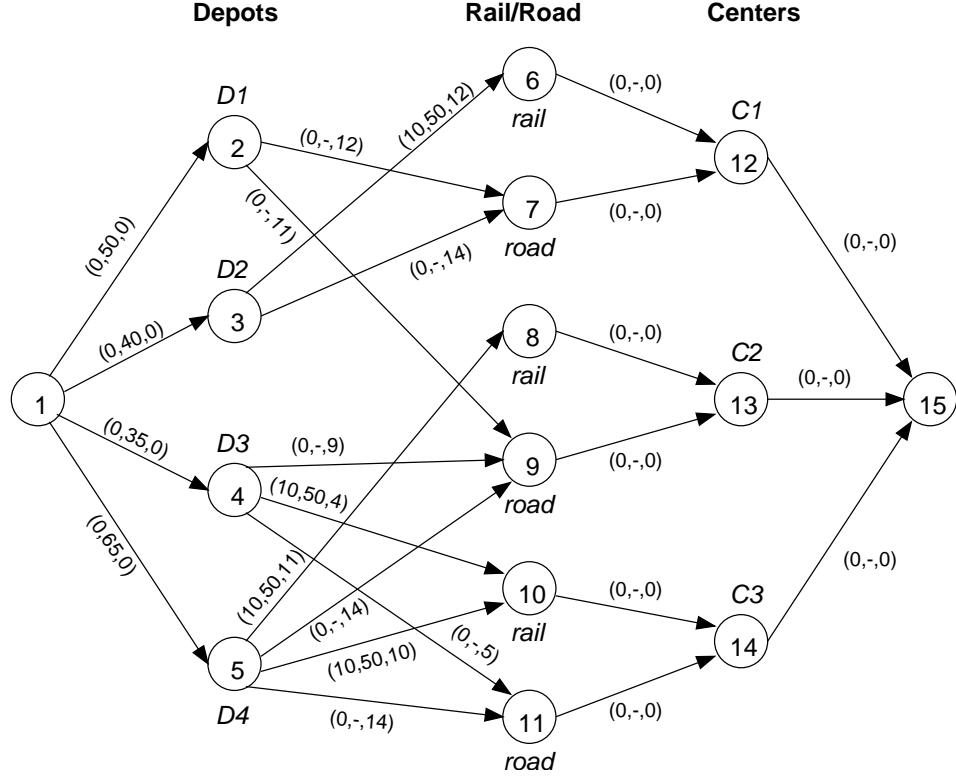 Depots Rail/Road Centers
6
rail
(0,-,0)
(10,50,12)
D1
2
(0,-,12)
C1
12
7
road
(0,-,0)
(0,-,11)
(0,50,0)
D2
3
(0,-,14)
(0,-,0)
(0,40,0)
8
rail
(0,-,0)
C2
13
(0,-,0)
1
15
(0,35,0)
D3
4
(0,-,9)
9
road
(0,-,0)
(10,50,4)
(0,65,0)
(10,50,11)
(0,-,14)
10
rail
(0,-,0)
C3
14
(0,-,0)
D4
5
(10,50,10)
(0,-,5)
(0,-,14)
11
road
(0,-,0)